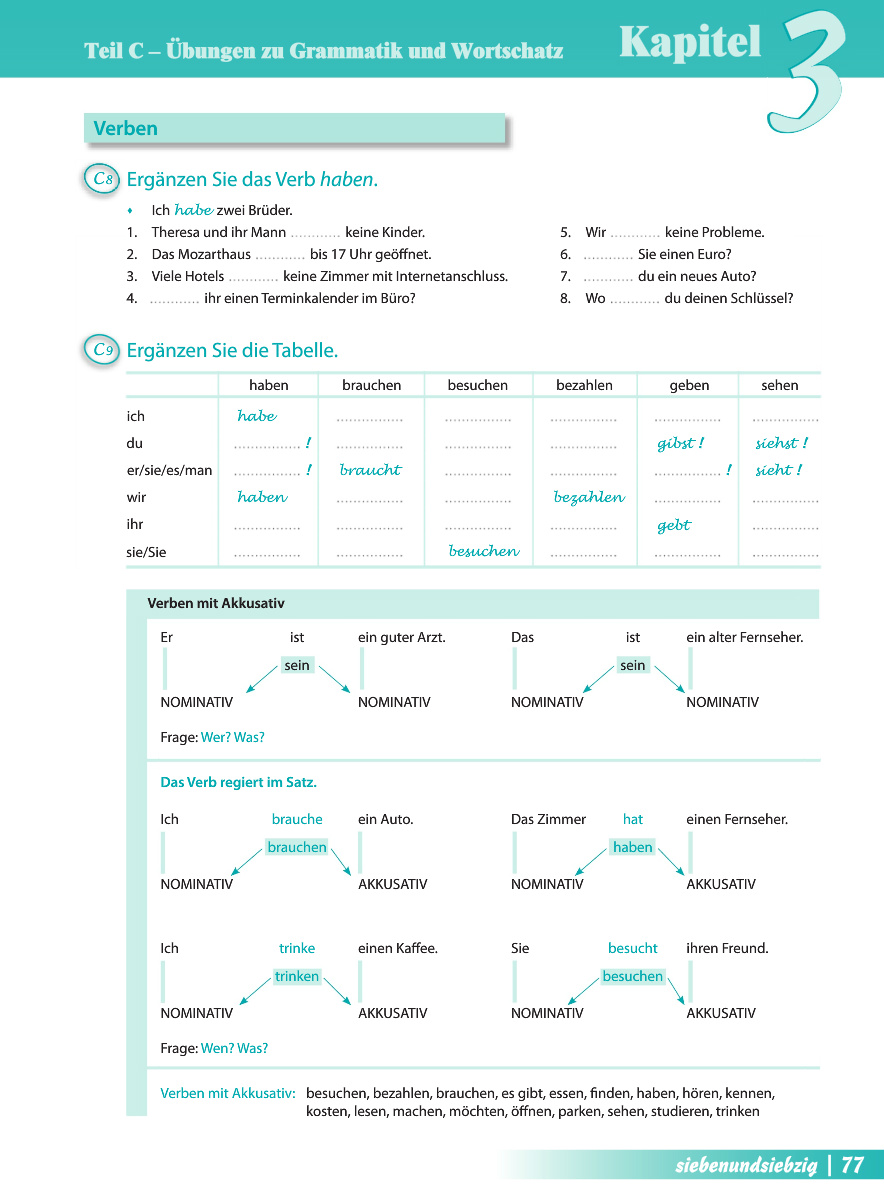 Teil C – Übungen zu Grammatik und Wortschatz Kapitel 3
Verben
C8 Ergänzen Sie das Verb haben.
Ich habe zwei Brüder.
1. Theresa und ihr Mann ............ keine Kinder.
2. Das Mozarthaus ............ bis 17 Uhr geöffnet.
3. Viele Hotels ............ keine Zimmer mit Internetanschluss.
4. ............ ihr einen Terminkalender im Büro?
5. Wir ............ keine Probleme.
6. ............ Sie einen Euro?
7. ............ du ein neues Auto?
8. Wo ............ du deinen Schlüssel?
C9 Ergänzen Sie die Tabelle.
haben brauchen besuchen bezahlen geben sehen
ich habe ................ ................ ................ ................ ................
du ................ ! ................ ................ ................ gibst ! siehst !
er/sie/es/man ................ ! braucht ................ ................ ................ ! sieht !
wir haben ................ ................ bezahlen ................ ................
ihr ................ ................ ................ ................ gebt ................
sie/Sie ................ ................ besuchen ................ ................ ................
Verben mit Akkusativ
Er ist ein guter Arzt. Das ist ein alter Fernseher.
sein sein
NOMINATIV NOMINATIV NOMINATIV NOMINATIV
Frage: Wer? Was?
Das Verb regiert im Satz.
Ich brauche ein Auto. Das Zimmer hat einen Fernseher.
brauchen haben
NOMINATIV AKKUSATIV NOMINATIV AKKUSATIV
Ich trinke einen Kaffee. Sie besucht ihren Freund.
trinken besuchen
NOMINATIV AKKUSATIV NOMINATIV AKKUSATIV
Frage: Wen? Was?
Verben mit Akkusativ: besuchen, bezahlen, brauchen, es gibt, essen, finden, haben, hören, kennen,
kosten, lesen, machen, möchten, öffnen, parken, sehen, studieren, trinken
siebenundsiebzig | 77